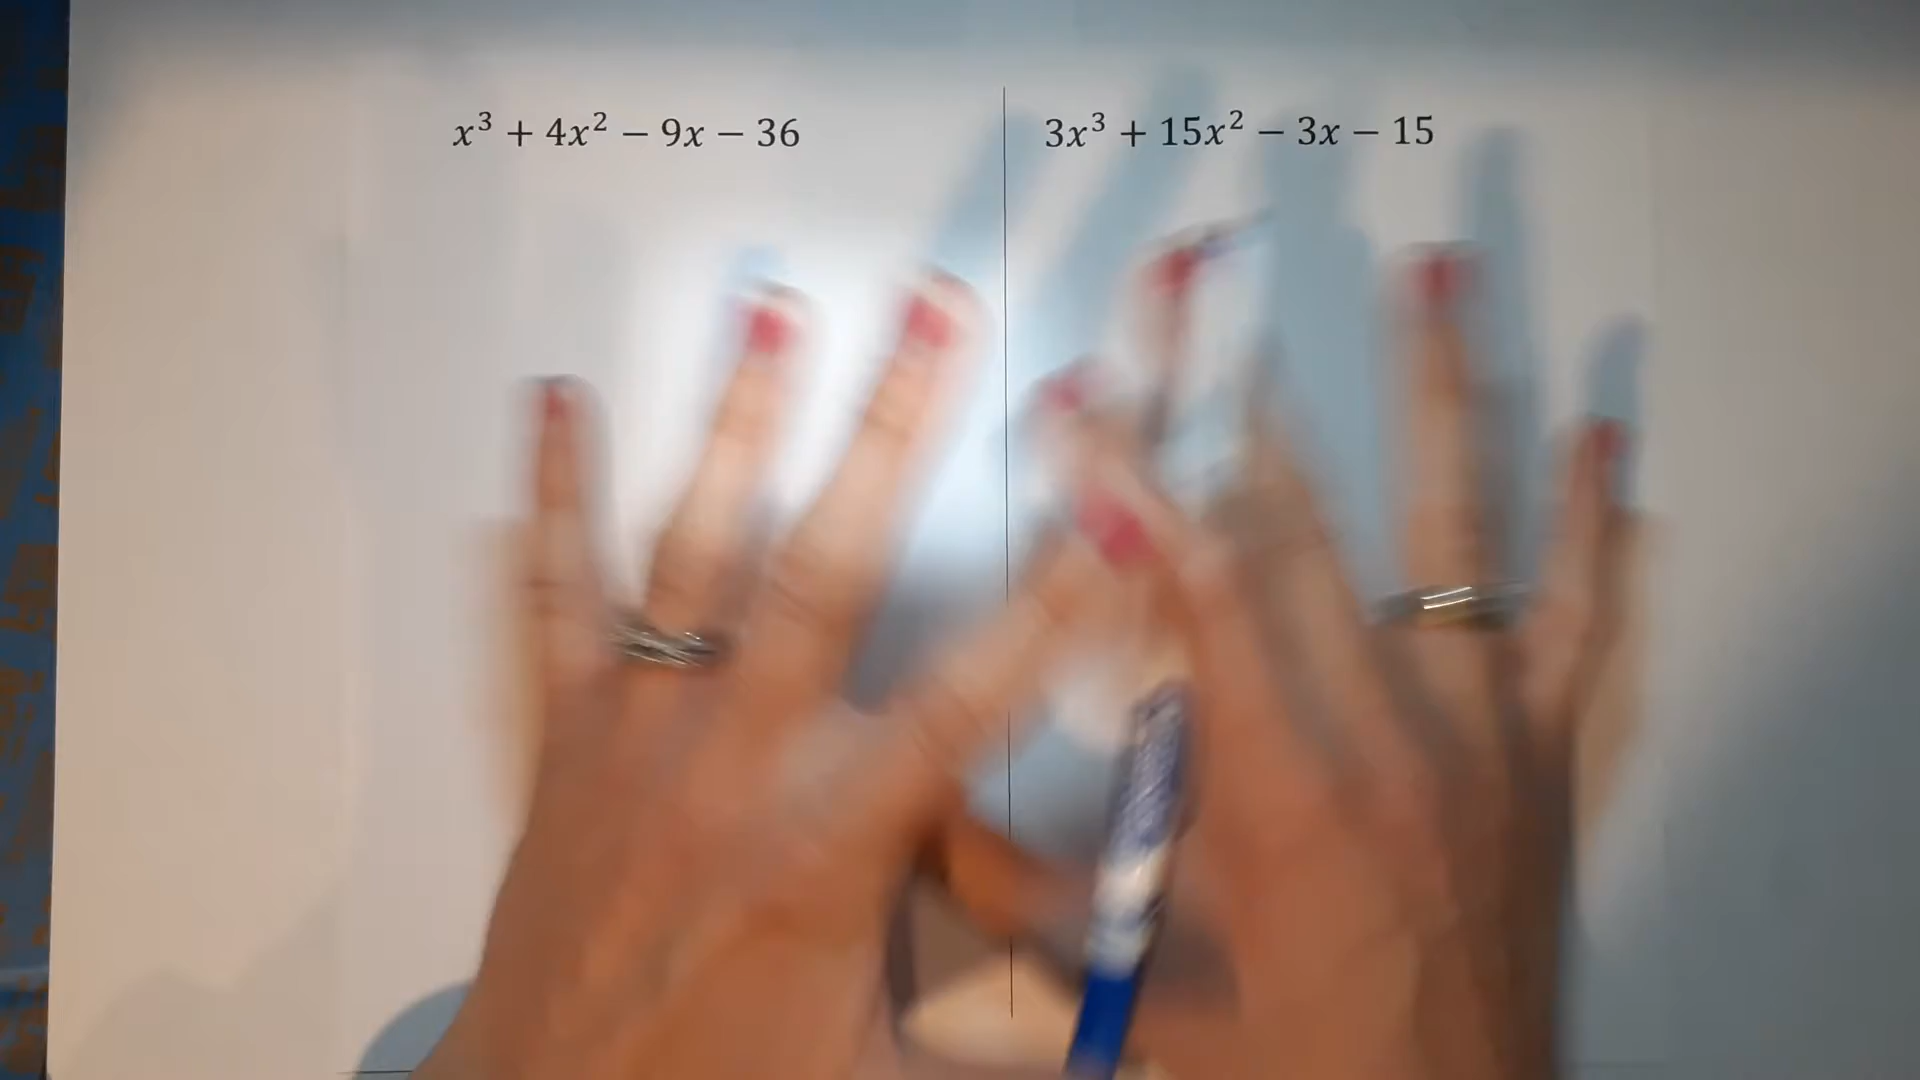 x³ + 4x² − 9x − 36
3x³ + 15x² − 3x − 15